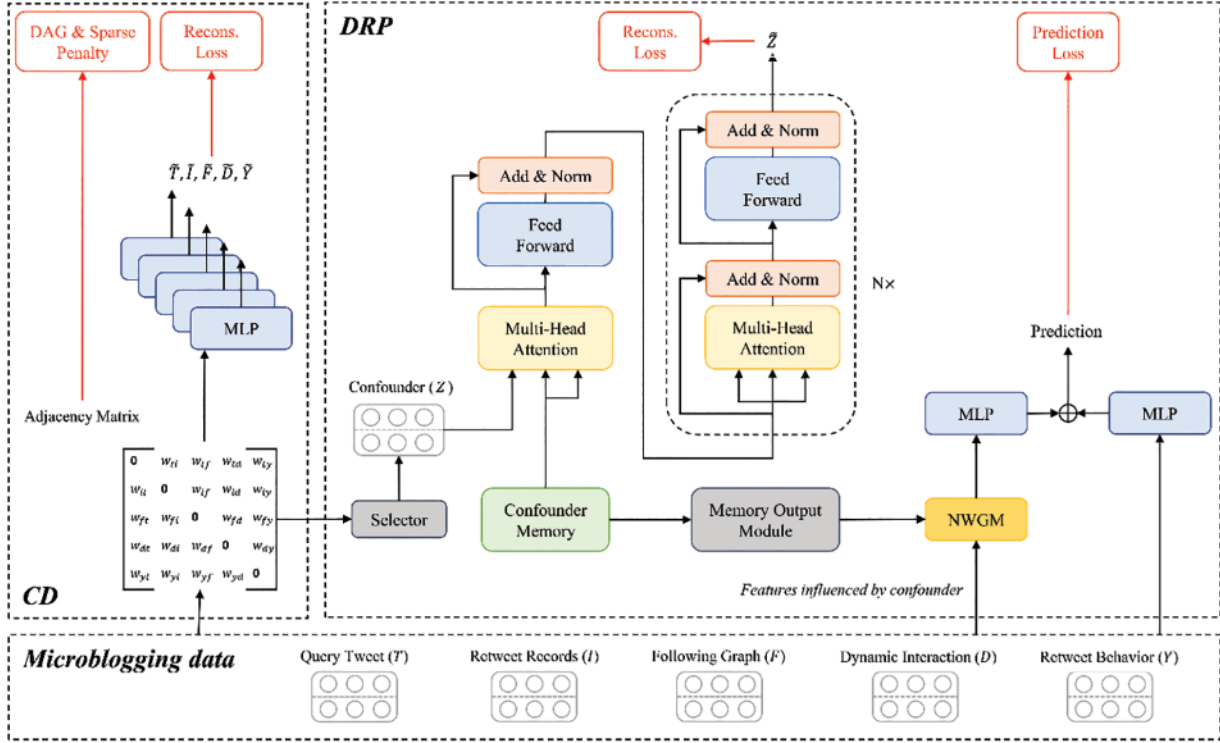 DAG & Sparse
Penalty
Recons.
Loss
T̃, Ĩ, F̃, D̃, Ỹ
MLP
Adjacency Matrix
0 w_ti w_tf w_td w_ty
w_it 0 w_if w_id w_iy
w_ft w_fi 0 w_fd w_fy
w_dt w_di w_df 0 w_dy
w_yt w_yi w_yf w_yd 0
CD
DRP
Recons.
Loss
Z̃
Prediction
Loss
Add & Norm
Feed
Forward
Multi-Head
Attention
Add & Norm
Feed
Forward
Add & Norm
Multi-Head
Attention
N×
Confounder (Z)
Selector
Confounder
Memory
Memory Output
Module
NWGM
Prediction
MLP
MLP
Features influenced by confounder
Microblogging data
Query Tweet (T)
Retweet Records (I)
Following Graph (F)
Dynamic Interaction (D)
Retweet Behavior (Y)